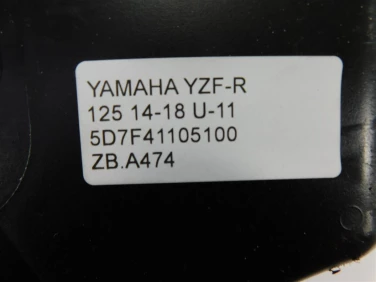 YAMAHA YZF-R
125 14-18 U-11
5D7F41105100
ZB.A474